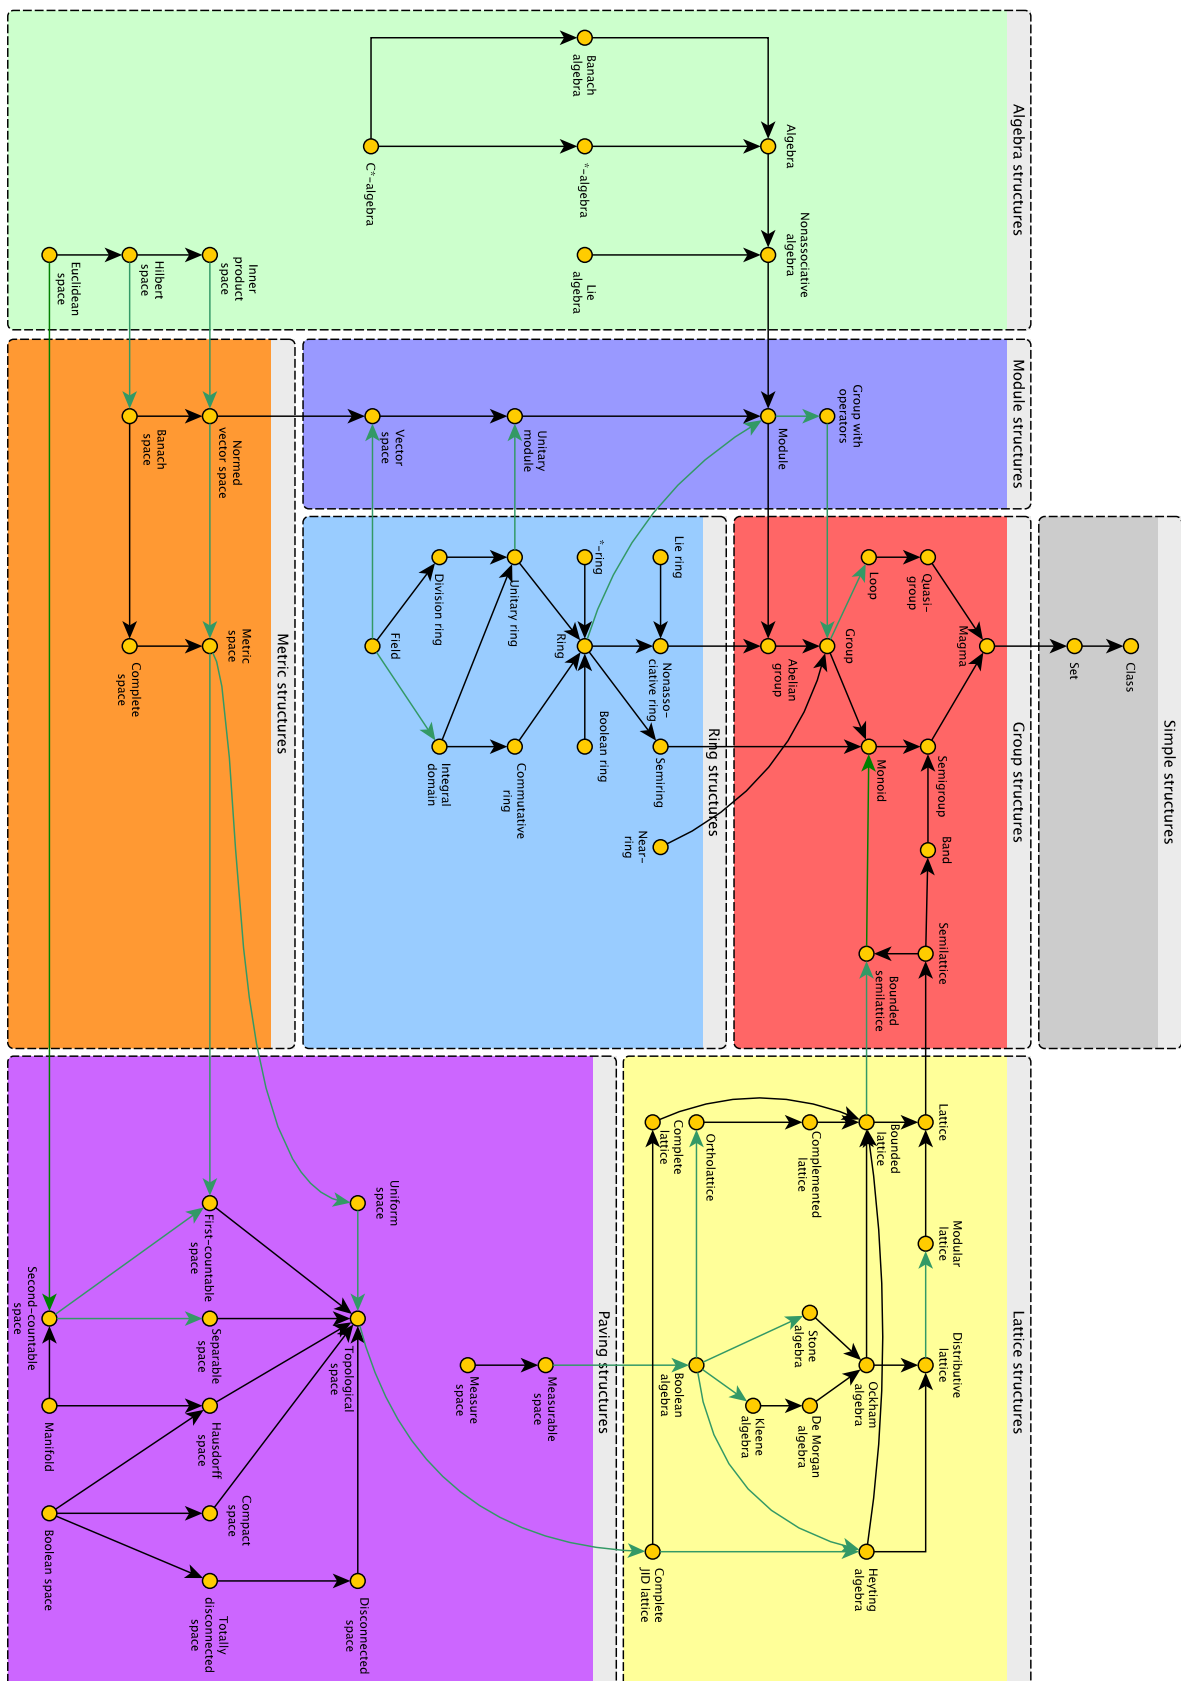 Simple structures
Class
Set
Group structures
Magma
Quasi-
group
Loop
Semigroup
Monoid
Band
Semilattice
Bounded
semilattice
Group
Abelian
group
Module structures
Group with
operators
Module
Unitary
module
Vector
space
Ring structures
Lie ring
Nonasso-
ciative ring
Semiring
Near-
ring
*-ring
Ring
Boolean ring
Unitary ring
Commutative
ring
Division ring
Integral
domain
Field
Algebra structures
Algebra
Nonassociative
algebra
Banach
algebra
*-algebra
Lie
algebra
C*-algebra
Inner
product
space
Hilbert
space
Euclidean
space
Metric structures
Normed
vector space
Banach
space
Metric
space
Complete
space
Lattice structures
Lattice
Modular
lattice
Distributive
lattice
Bounded
lattice
Ockham
algebra
Heyting
algebra
Complemented
lattice
Stone
algebra
De Morgan
algebra
Kleene
algebra
Ortholattice
Boolean
algebra
Complete
lattice
Complete
JID lattice
Paving structures
Measurable
space
Measure
space
Uniform
space
Topological
space
Disconnected
space
First-countable
space
Separable
space
Hausdorff
space
Compact
space
Totally
disconnected
space
Second-countable
space
Manifold
Boolean space